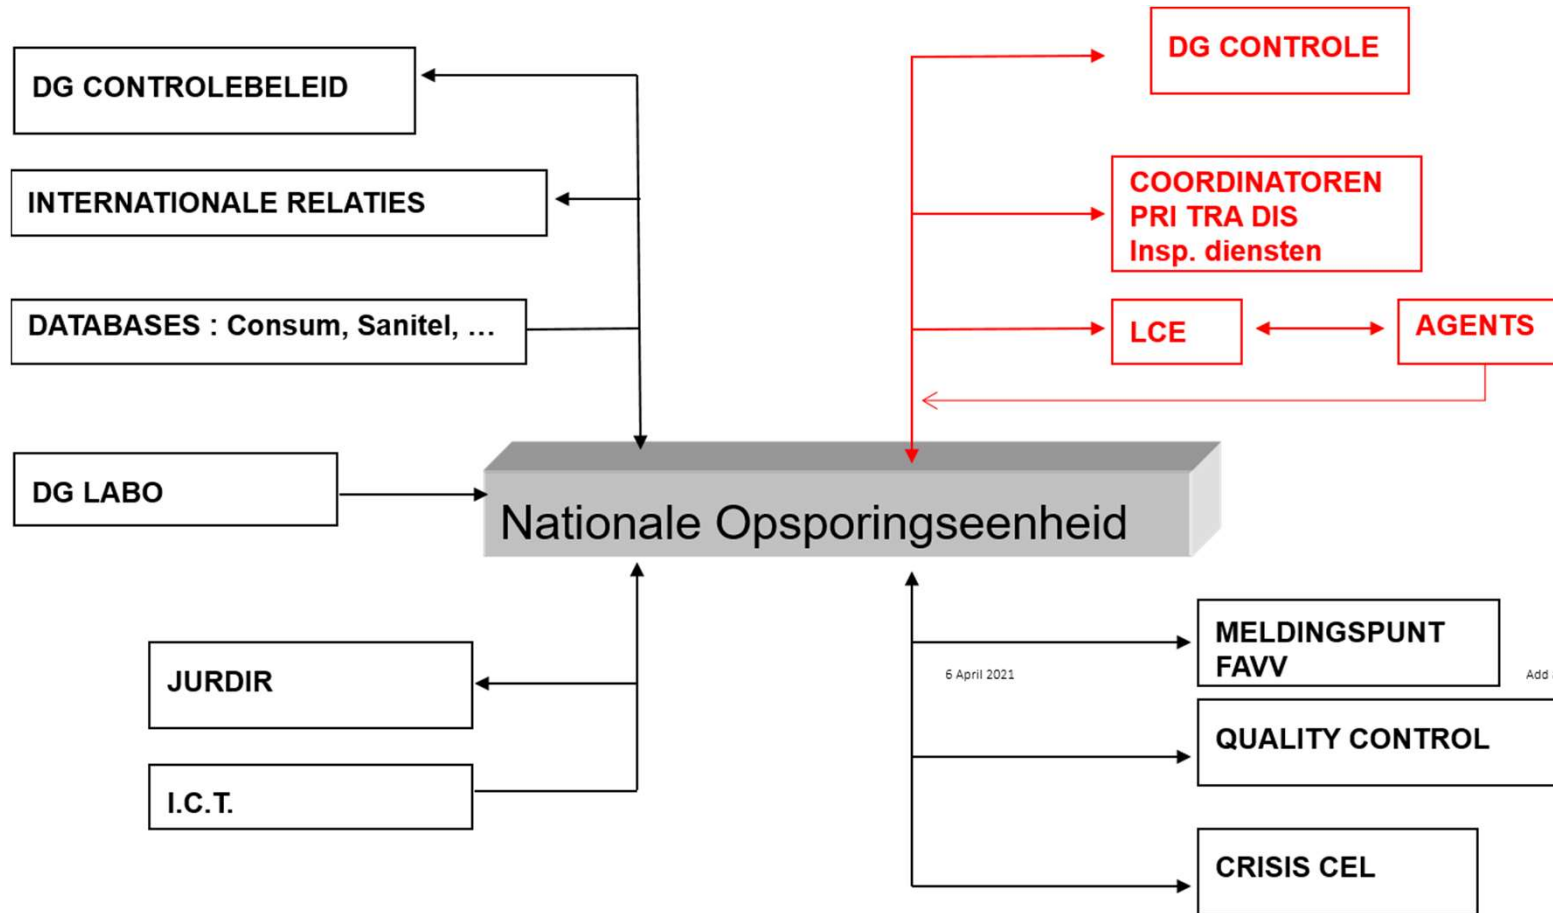 DG CONTROLE
DG CONTROLEBELEID
COORDINATOREN
PRI TRA DIS
Insp. diensten
INTERNATIONALE RELATIES
DATABASES : Consum, Sanitel, ...
LCE
AGENTS
DG LABO
Nationale Opsporingseenheid
MELDINGSPUNT
FAVV
JURDIR
6 April 2021
Add
QUALITY CONTROL
I.C.T.
CRISIS CEL